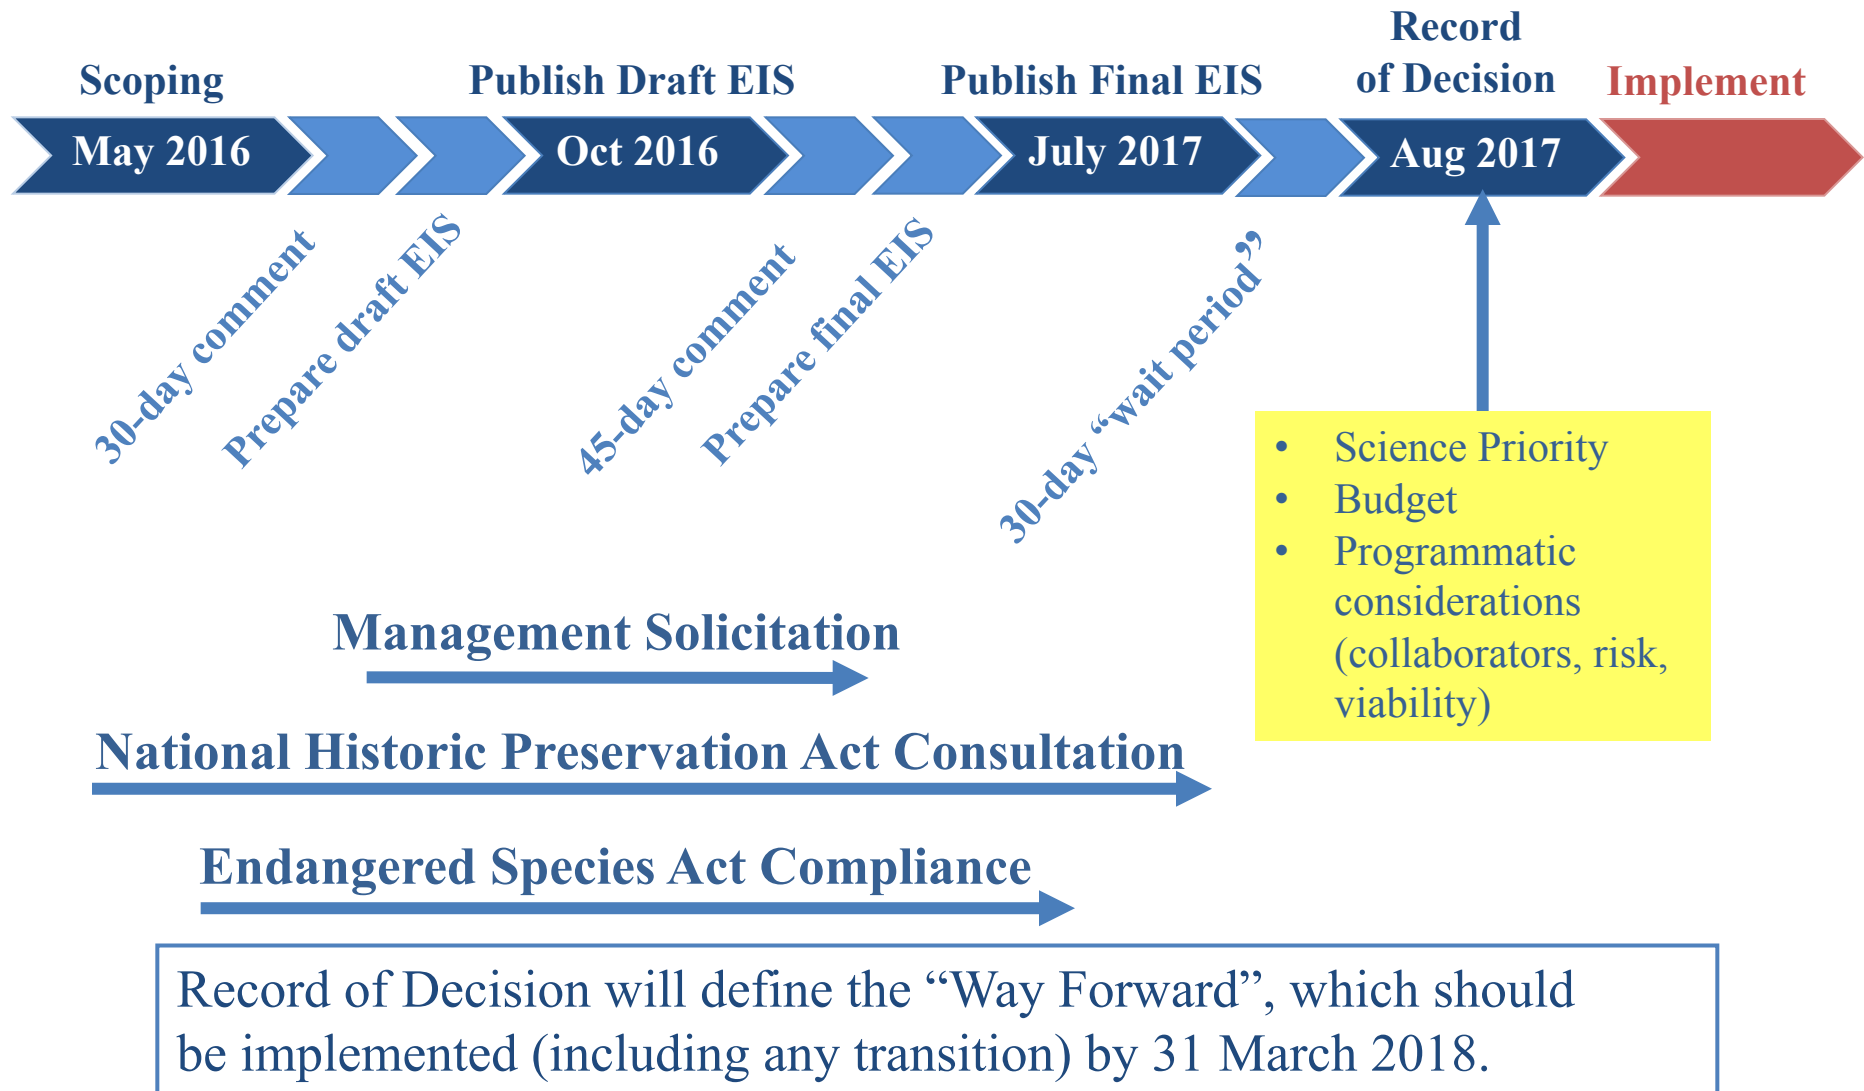 Scoping
Publish Draft EIS
Publish Final EIS
Record
of Decision
Implement
May 2016
Oct 2016
July 2017
Aug 2017
30-day comment
Prepare draft EIS
45-day comment
Prepare final EIS
30-day “wait period”
• Science Priority
• Budget
• Programmatic
considerations
(collaborators, risk,
viability)
Management Solicitation
National Historic Preservation Act Consultation
Endangered Species Act Compliance
Record of Decision will define the “Way Forward”, which should
be implemented (including any transition) by 31 March 2018.